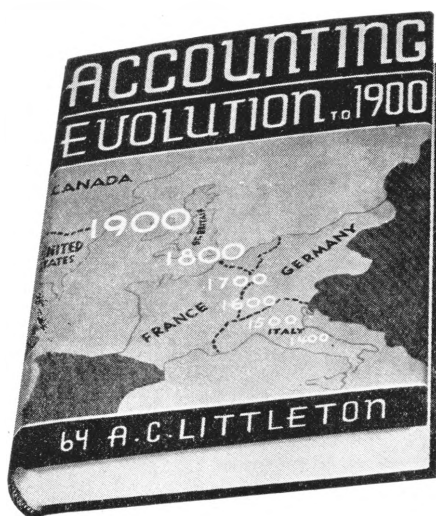 ACCOUNTING
EVOLUTION TO 1900
CANADA
1900
GT. BRITAIN
UNITED
STATES
1800
GERMANY
1700
1600
FRANCE
1500
ITALY
1400
by A.C. LITTLETON